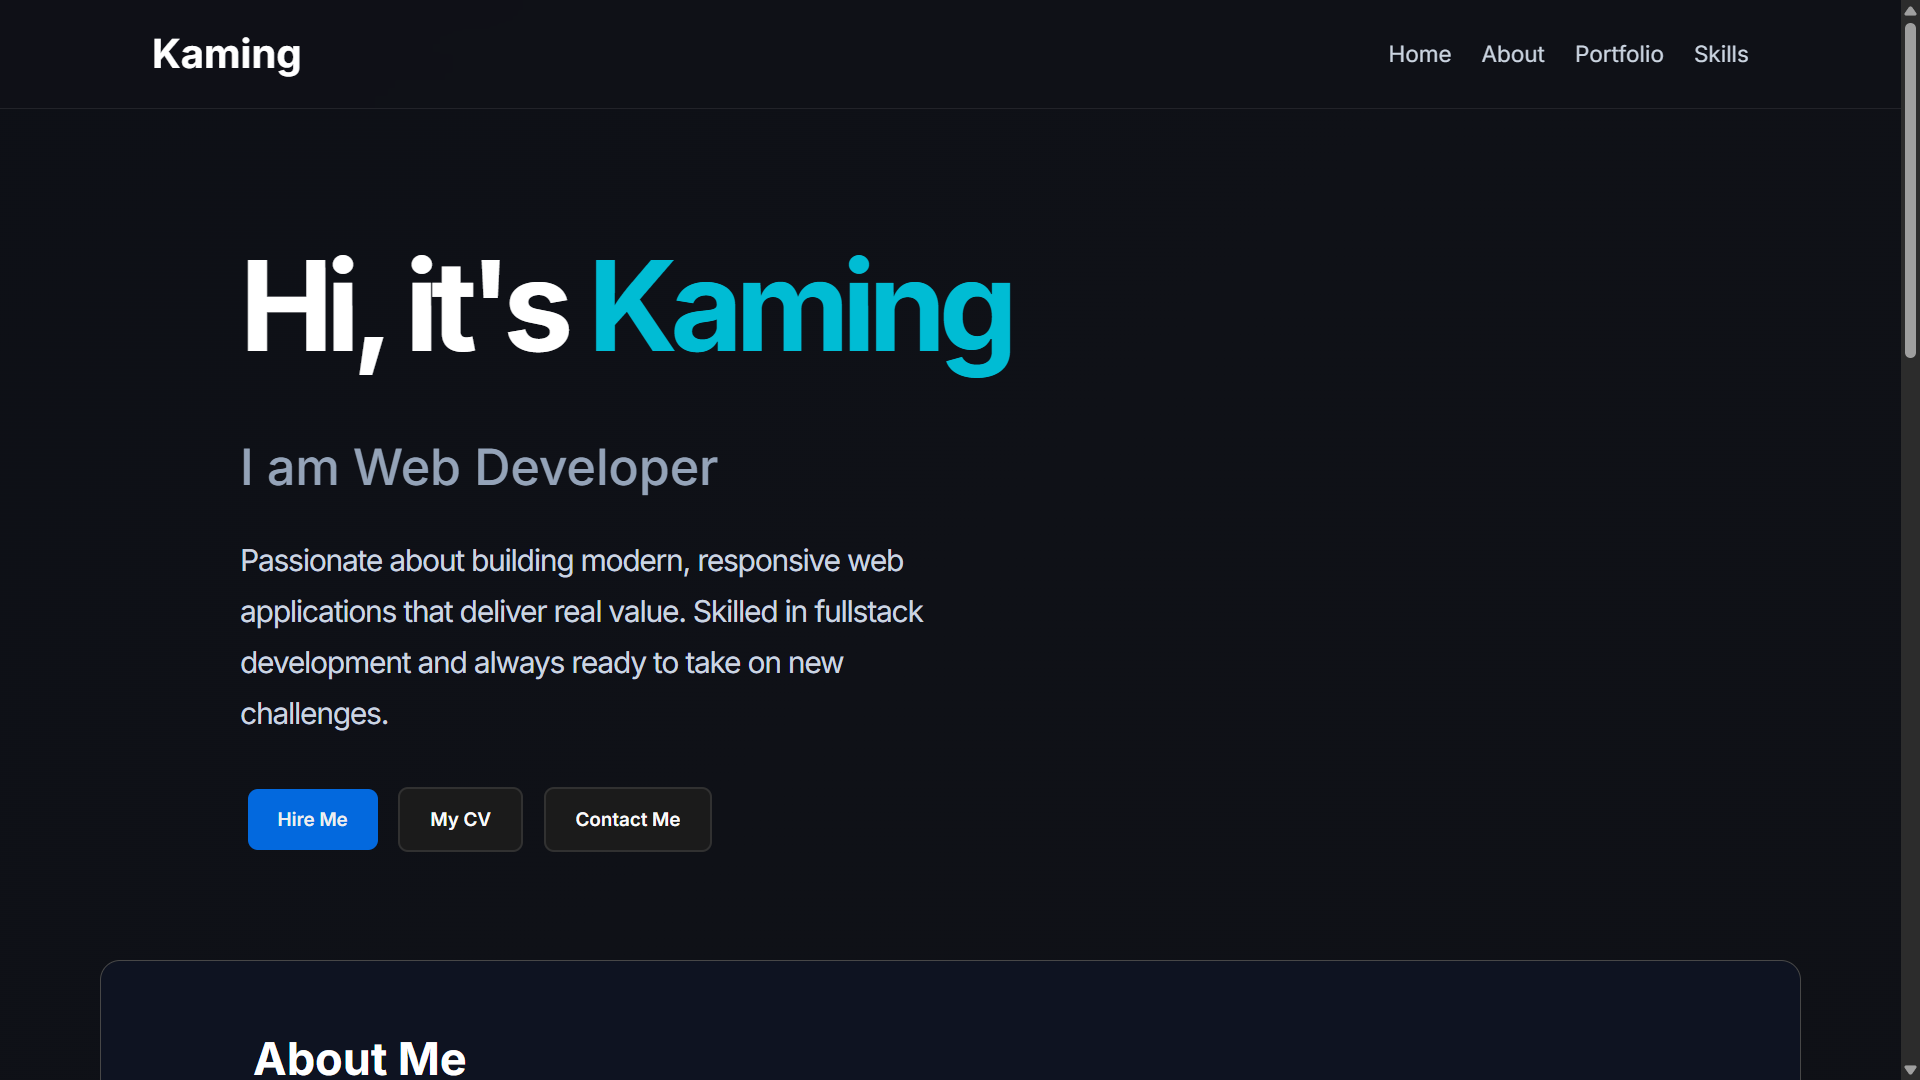 Kaming
Home About Portfolio Skills
Hi, it's Kaming
I am Web Developer
Passionate about building modern, responsive web
applications that deliver real value. Skilled in fullstack
development and always ready to take on new
challenges.
Hire Me My CV Contact Me
About Me